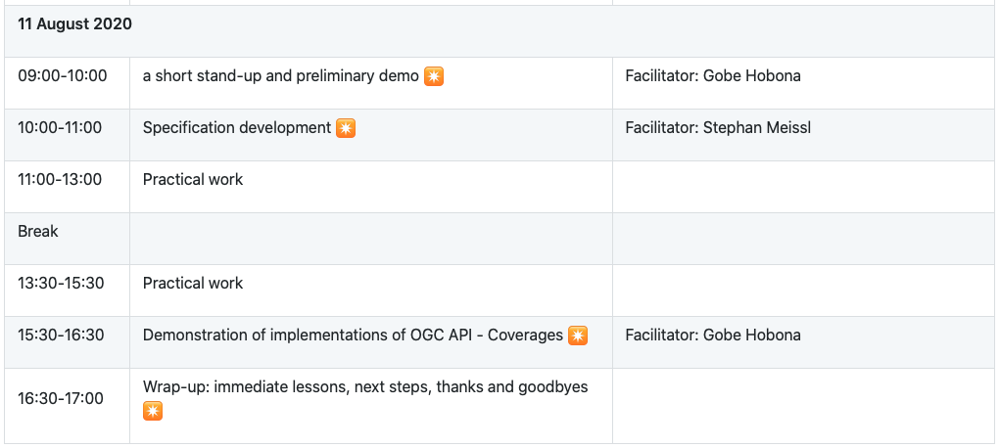 11 August 2020
09:00-10:00 a short stand-up and preliminary demo ✴️ Facilitator: Gobe Hobona
10:00-11:00 Specification development ✴️ Facilitator: Stephan Meissl
11:00-13:00 Practical work
Break
13:30-15:30 Practical work
15:30-16:30 Demonstration of implementations of OGC API - Coverages ✴️ Facilitator: Gobe Hobona
16:30-17:00 Wrap-up: immediate lessons, next steps, thanks and goodbyes
✴️